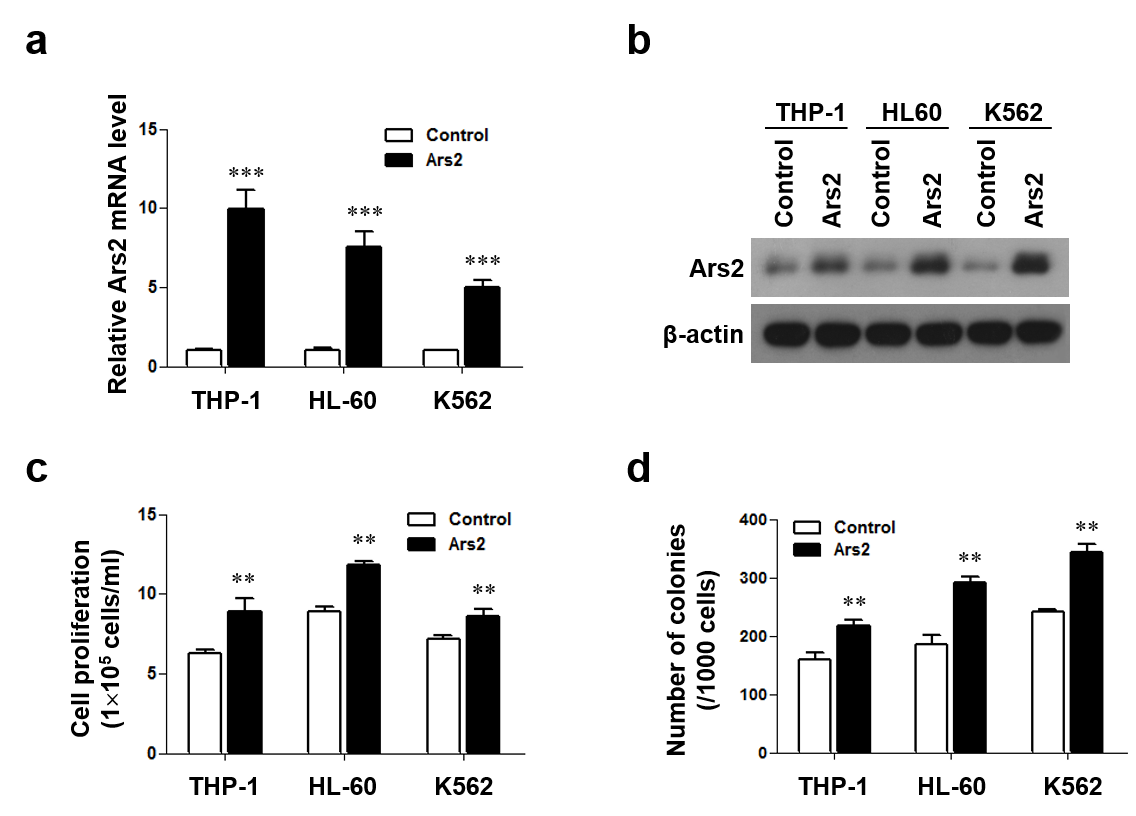 a
Relative Ars2 mRNA level
15
10
5
0
Control
Ars2
***
***
***
THP-1 HL-60 K562
b
THP-1 HL60 K562
Control Ars2 Control Ars2 Control Ars2
Ars2
β-actin
c
Cell proliferation
(1×10⁵ cells/ml)
15
10
5
0
Control
Ars2
**
**
**
THP-1 HL-60 K562
d
Number of colonies
(/1000 cells)
400
300
200
100
0
Control
Ars2
**
**
**
THP-1 HL-60 K562